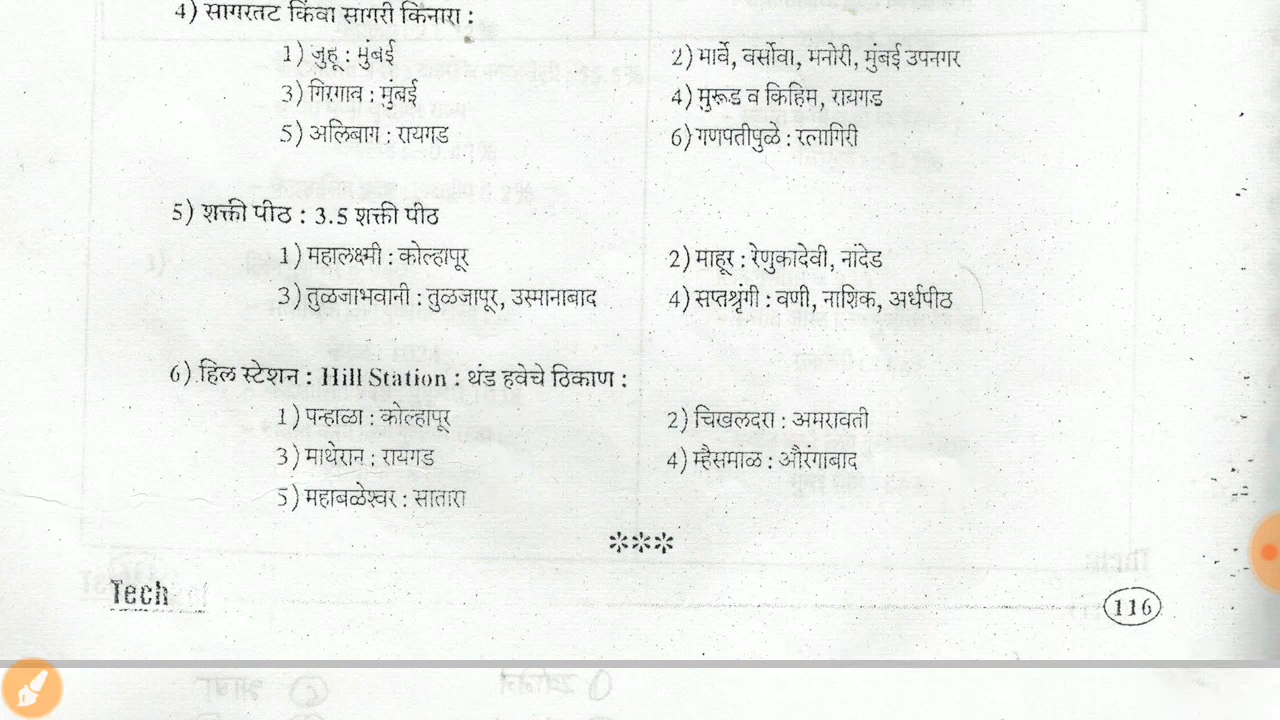 4) सागरतट किंवा सागरी किनारा :
1) जुहू : मुंबई
2) मार्वे, वर्सोवा, मनोरी, मुंबई उपनगर
3) गिरगाव : मुंबई
4) मुरूड व किहिम, रायगड
5) अलिबाग : रायगड
6) गणपतीपुळे : रत्नागिरी
5) शक्ती पीठ : 3.5 शक्ती पीठ
1) महालक्ष्मी : कोल्हापूर
2) माहूर : रेणुकादेवी, नांदेड
3) तुळजाभवानी : तुळजापूर, उस्मानाबाद
4) सप्तश्रृंगी : वणी, नाशिक, अर्धपीठ
6) हिल स्टेशन : Hill Station : थंड हवेचे ठिकाण :
1) पन्हाळा : कोल्हापूर
2) चिखलदरा : अमरावती
3) माथेरान : रायगड
4) म्हैसमाळ : औरंगाबाद
5) महाबळेश्वर : सातारा
***
Tech
116